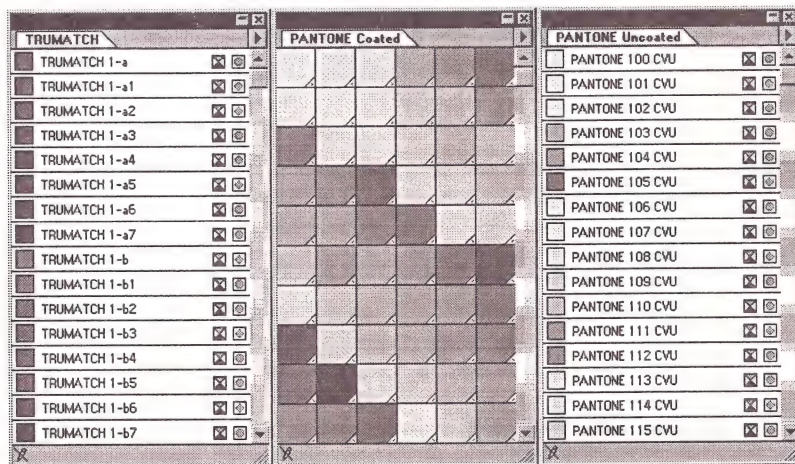 TRUMATCH
TRUMATCH 1-a
TRUMATCH 1-a1
TRUMATCH 1-a2
TRUMATCH 1-a3
TRUMATCH 1-a4
TRUMATCH 1-a5
TRUMATCH 1-a6
TRUMATCH 1-a7
TRUMATCH 1-b
TRUMATCH 1-b1
TRUMATCH 1-b2
TRUMATCH 1-b3
TRUMATCH 1-b4
TRUMATCH 1-b5
TRUMATCH 1-b6
TRUMATCH 1-b7
PANTONE Coated
PANTONE Uncoated
PANTONE 100 CVU
PANTONE 101 CVU
PANTONE 102 CVU
PANTONE 103 CVU
PANTONE 104 CVU
PANTONE 105 CVU
PANTONE 106 CVU
PANTONE 107 CVU
PANTONE 108 CVU
PANTONE 109 CVU
PANTONE 110 CVU
PANTONE 111 CVU
PANTONE 112 CVU
PANTONE 113 CVU
PANTONE 114 CVU
PANTONE 115 CVU